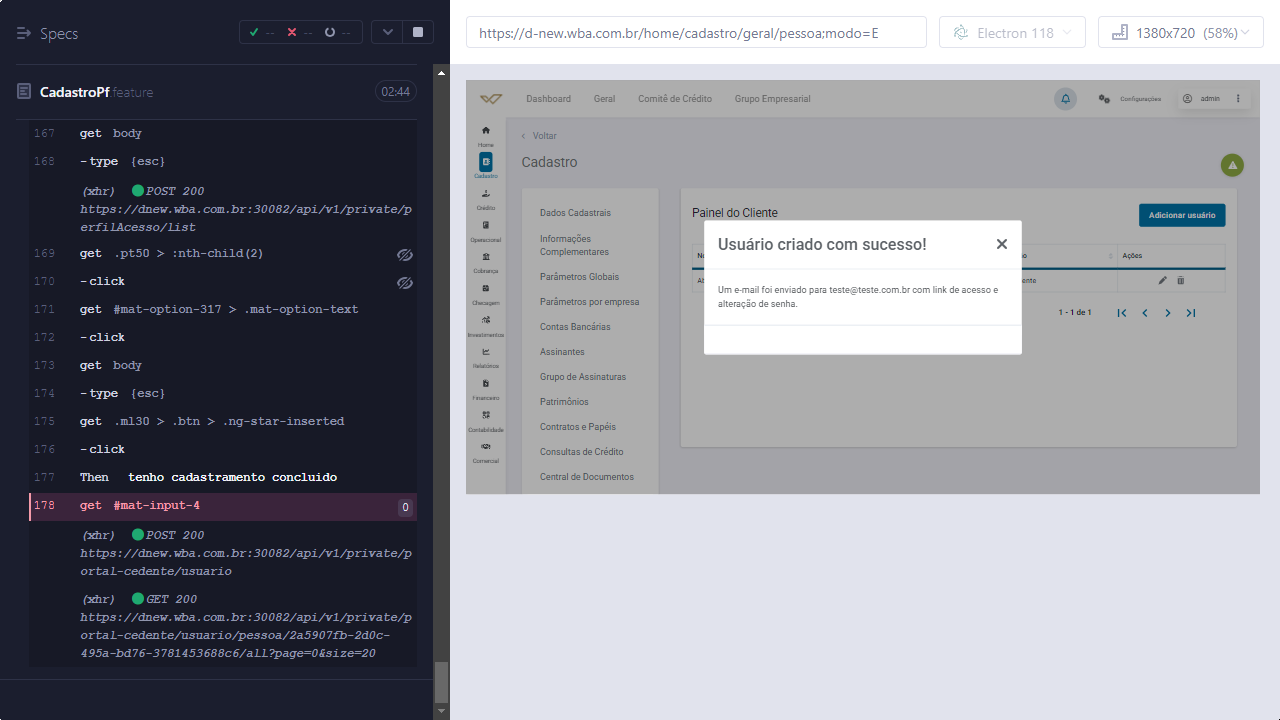 Specs
-- -- --
CadastroPf feature
02:44
167 get body
168 -type {esc}
(xhr) POST 200
https://dnew.wba.com.br:30082/api/v1/private/p
erfilAcesso/list
169 get .pt50 > :nth-child(2)
170 -click
171 get #mat-option-317 > .mat-option-text
172 -click
173 get body
174 -type {esc}
175 get .ml30 > .btn > .ng-star-inserted
176 -click
177 Then tenho cadastramento concluido
178 get #mat-input-4 0
(xhr) POST 200
https://dnew.wba.com.br:30082/api/v1/private/p
ortal-cedente/usuario
(xhr) GET 200
https://dnew.wba.com.br:30082/api/v1/private/p
ortal-cedente/usuario/pessoa/2a5907fb-2d0c-
495a-bd76-3781453688c6/all?page=0&size=20
https://d-new.wba.com.br/home/cadastro/geral/pessoa;modo=E
Electron 118
1380x720 (58%)
Dashboard Geral Comitê de Crédito Grupo Empresarial
Configurações
admin
Home
Cadastro
Crédito
Operacional
Cobrança
Checagem
Investimentos
Relatórios
Financeiro
Contabilidade
Comercial
Voltar
Cadastro
Dados Cadastrais
Informações
Complementares
Parâmetros Globais
Parâmetros por empresa
Contas Bancárias
Assinantes
Grupo de Assinaturas
Patrimônios
Contratos e Papéis
Consultas de Crédito
Central de Documentos
Painel do Cliente
Adicionar usuário
Ações
1 - 1 de 1
Usuário criado com sucesso!
Um e-mail foi enviado para teste@teste.com.br com link de acesso e
alteração de senha.